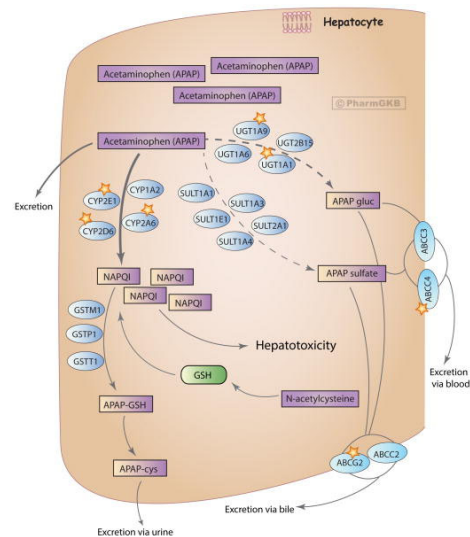 Hepatocyte
Acetaminophen (APAP)
Acetaminophen (APAP)
Acetaminophen (APAP)
© PharmGKB
Acetaminophen (APAP)
UGT1A9
UGT2B15
UGT1A6
UGT1A1
Excretion
CYP2E1
CYP1A2
CYP2D6
CYP2A6
SULT1A1
SULT1A3
SULT1E1
SULT2A1
SULT1A4
APAP gluc
ABCC3
ABCC4
APAP sulfate
NAPQI
NAPQI
NAPQI
NAPQI
GSTM1
GSTP1
GSTT1
Hepatotoxicity
Excretion
via blood
GSH
N-acetylcysteine
APAP-GSH
APAP-cys
ABCG2
ABCC2
Excretion via bile
Excretion via urine